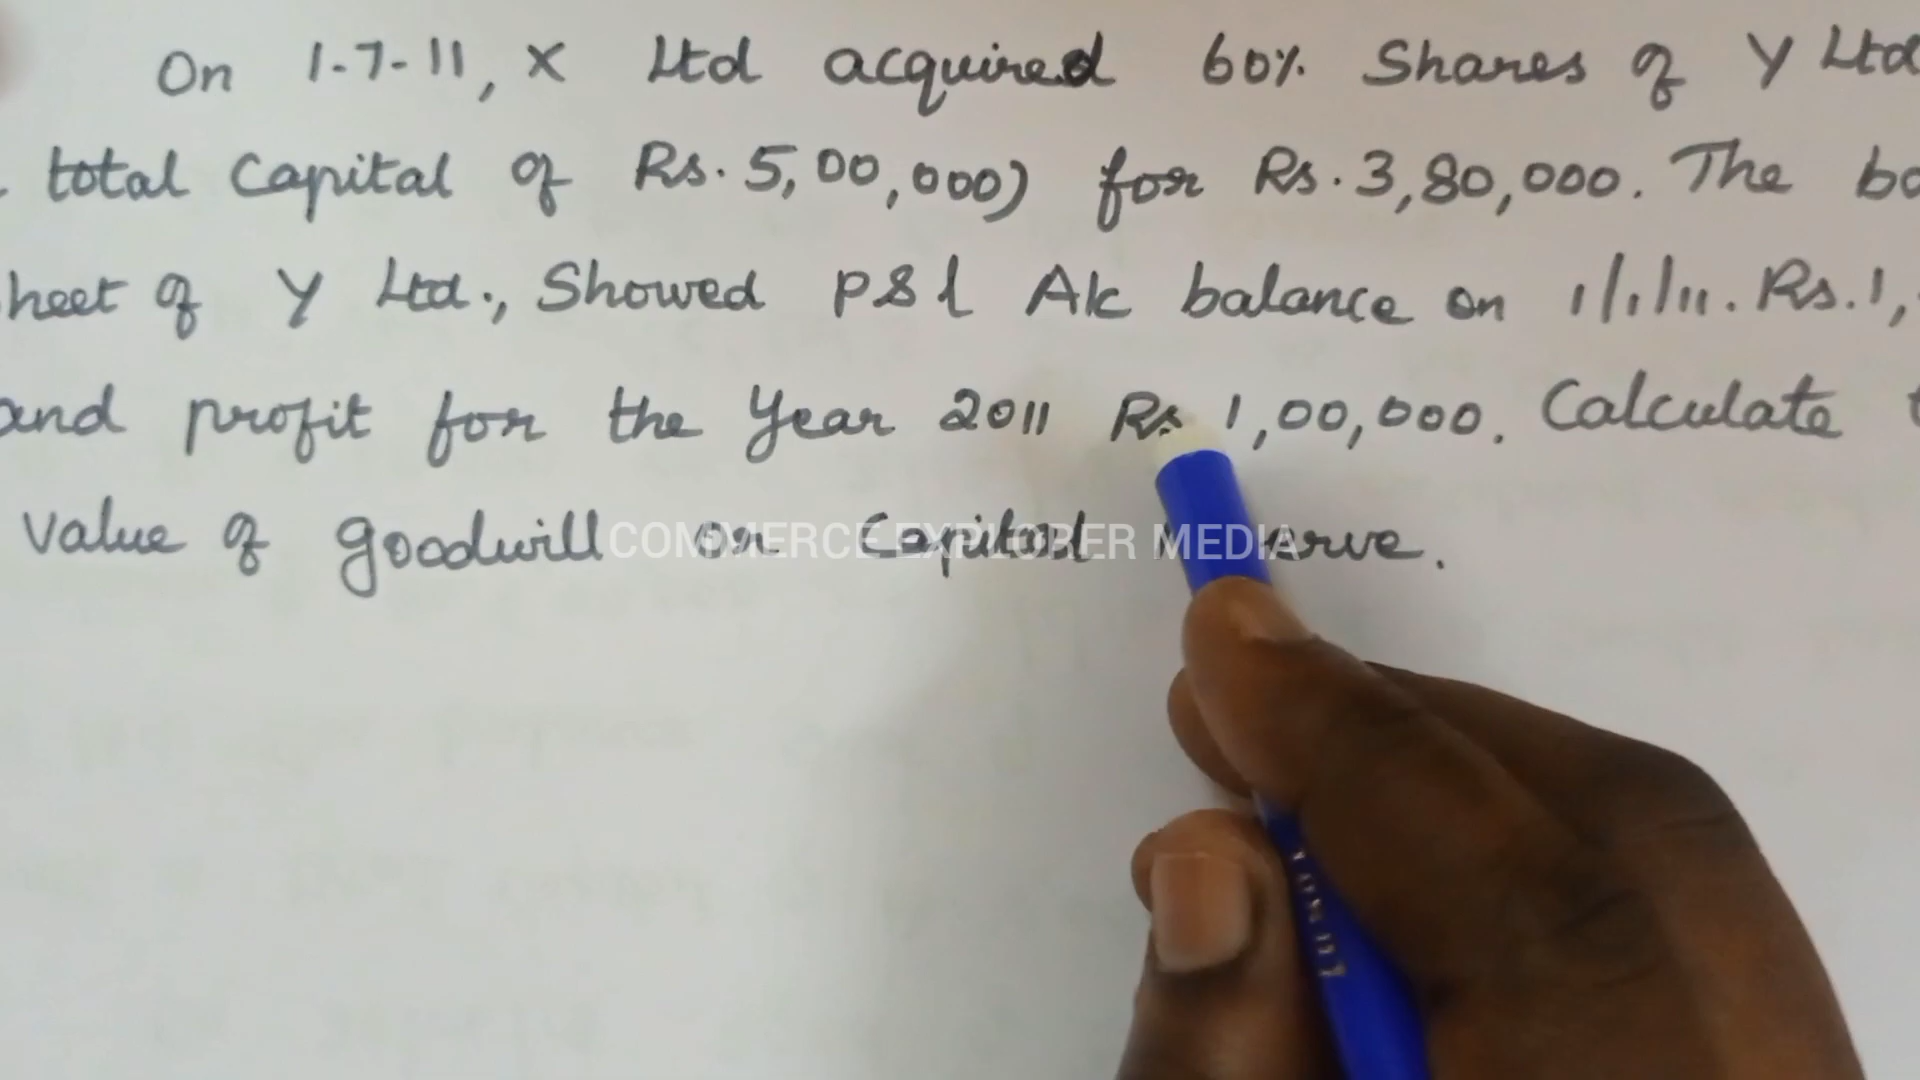 On 1-7-11, X Ltd acquired 60% Shares of Y Ltd
total Capital of Rs. 5,00,000) for Rs. 3,80,000. The
of Y Ltd., Showed P&l A/c balance on 1/1/11. Rs. 1,
and profit for the Year 2011 Rs 1,00,000. Calculate
value of goodwill or Capital
COMMERCE EXPLORER MEDIA